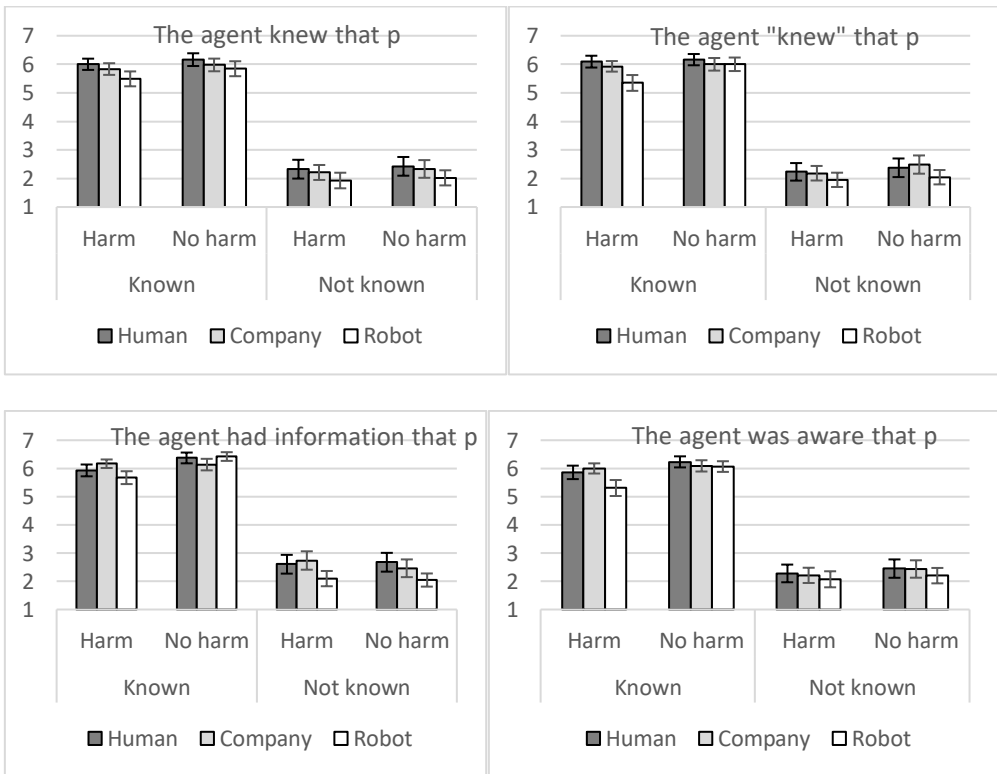 The agent knew that p
7
6
5
4
3
2
1
Harm No harm Harm No harm
Known Not known
Human Company Robot
The agent "knew" that p
7
6
5
4
3
2
1
Harm No harm Harm No harm
Known Not known
Human Company Robot
The agent had information that p
7
6
5
4
3
2
1
Harm No harm Harm No harm
Known Not known
Human Company Robot
The agent was aware that p
7
6
5
4
3
2
1
Harm No harm Harm No harm
Known Not known
Human Company Robot